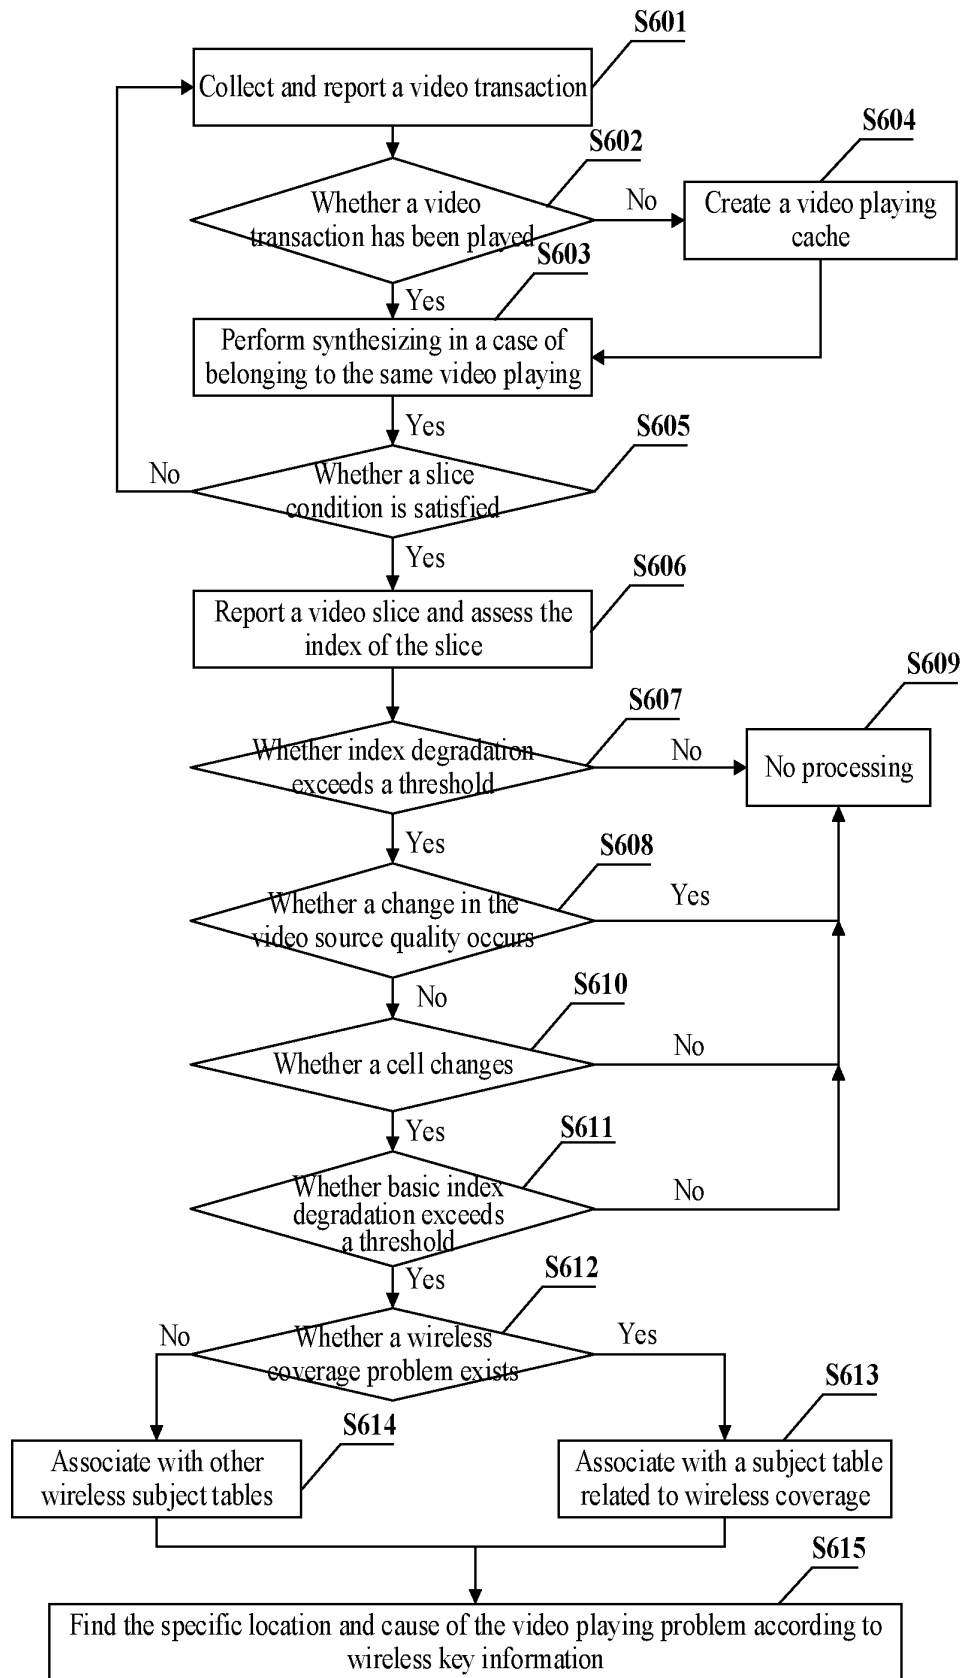 S601
Collect and report a video transaction
S602
S604
Whether a video
transaction has been played
No
Create a video playing
cache
S603
Yes
Perform synthesizing in a case of
belonging to the same video playing
Yes
S605
No
Whether a slice
condition is satisfied
Yes
S606
Report a video slice and assess the
index of the slice
S609
S607
Whether index degradation
exceeds a threshold
No
No processing
Yes
S608
Whether a change in the
video source quality occurs
Yes
No
S610
Whether a cell changes
No
Yes
S611
Whether basic index
degradation exceeds
a threshold
No
Yes
S612
No
Whether a wireless
coverage problem exists
Yes
S613
S614
Associate with other
wireless subject tables
Associate with a subject table
related to wireless coverage
S615
Find the specific location and cause of the video playing problem according to
wireless key information